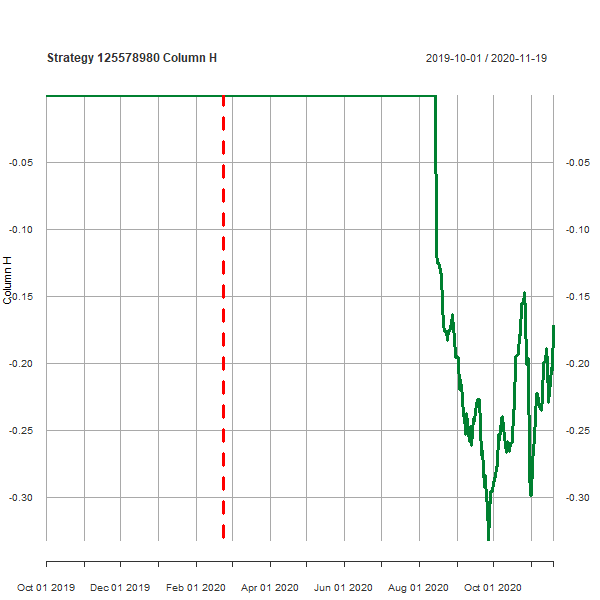 Strategy 125578980 Column H
2019-10-01 / 2020-11-19
-0.05 -0.05
-0.10 -0.10
Column H
-0.15 -0.15
-0.20 -0.20
-0.25 -0.25
-0.30 -0.30
Oct 01 2019 Dec 01 2019 Feb 01 2020 Apr 01 2020 Jun 01 2020 Aug 01 2020 Oct 01 2020